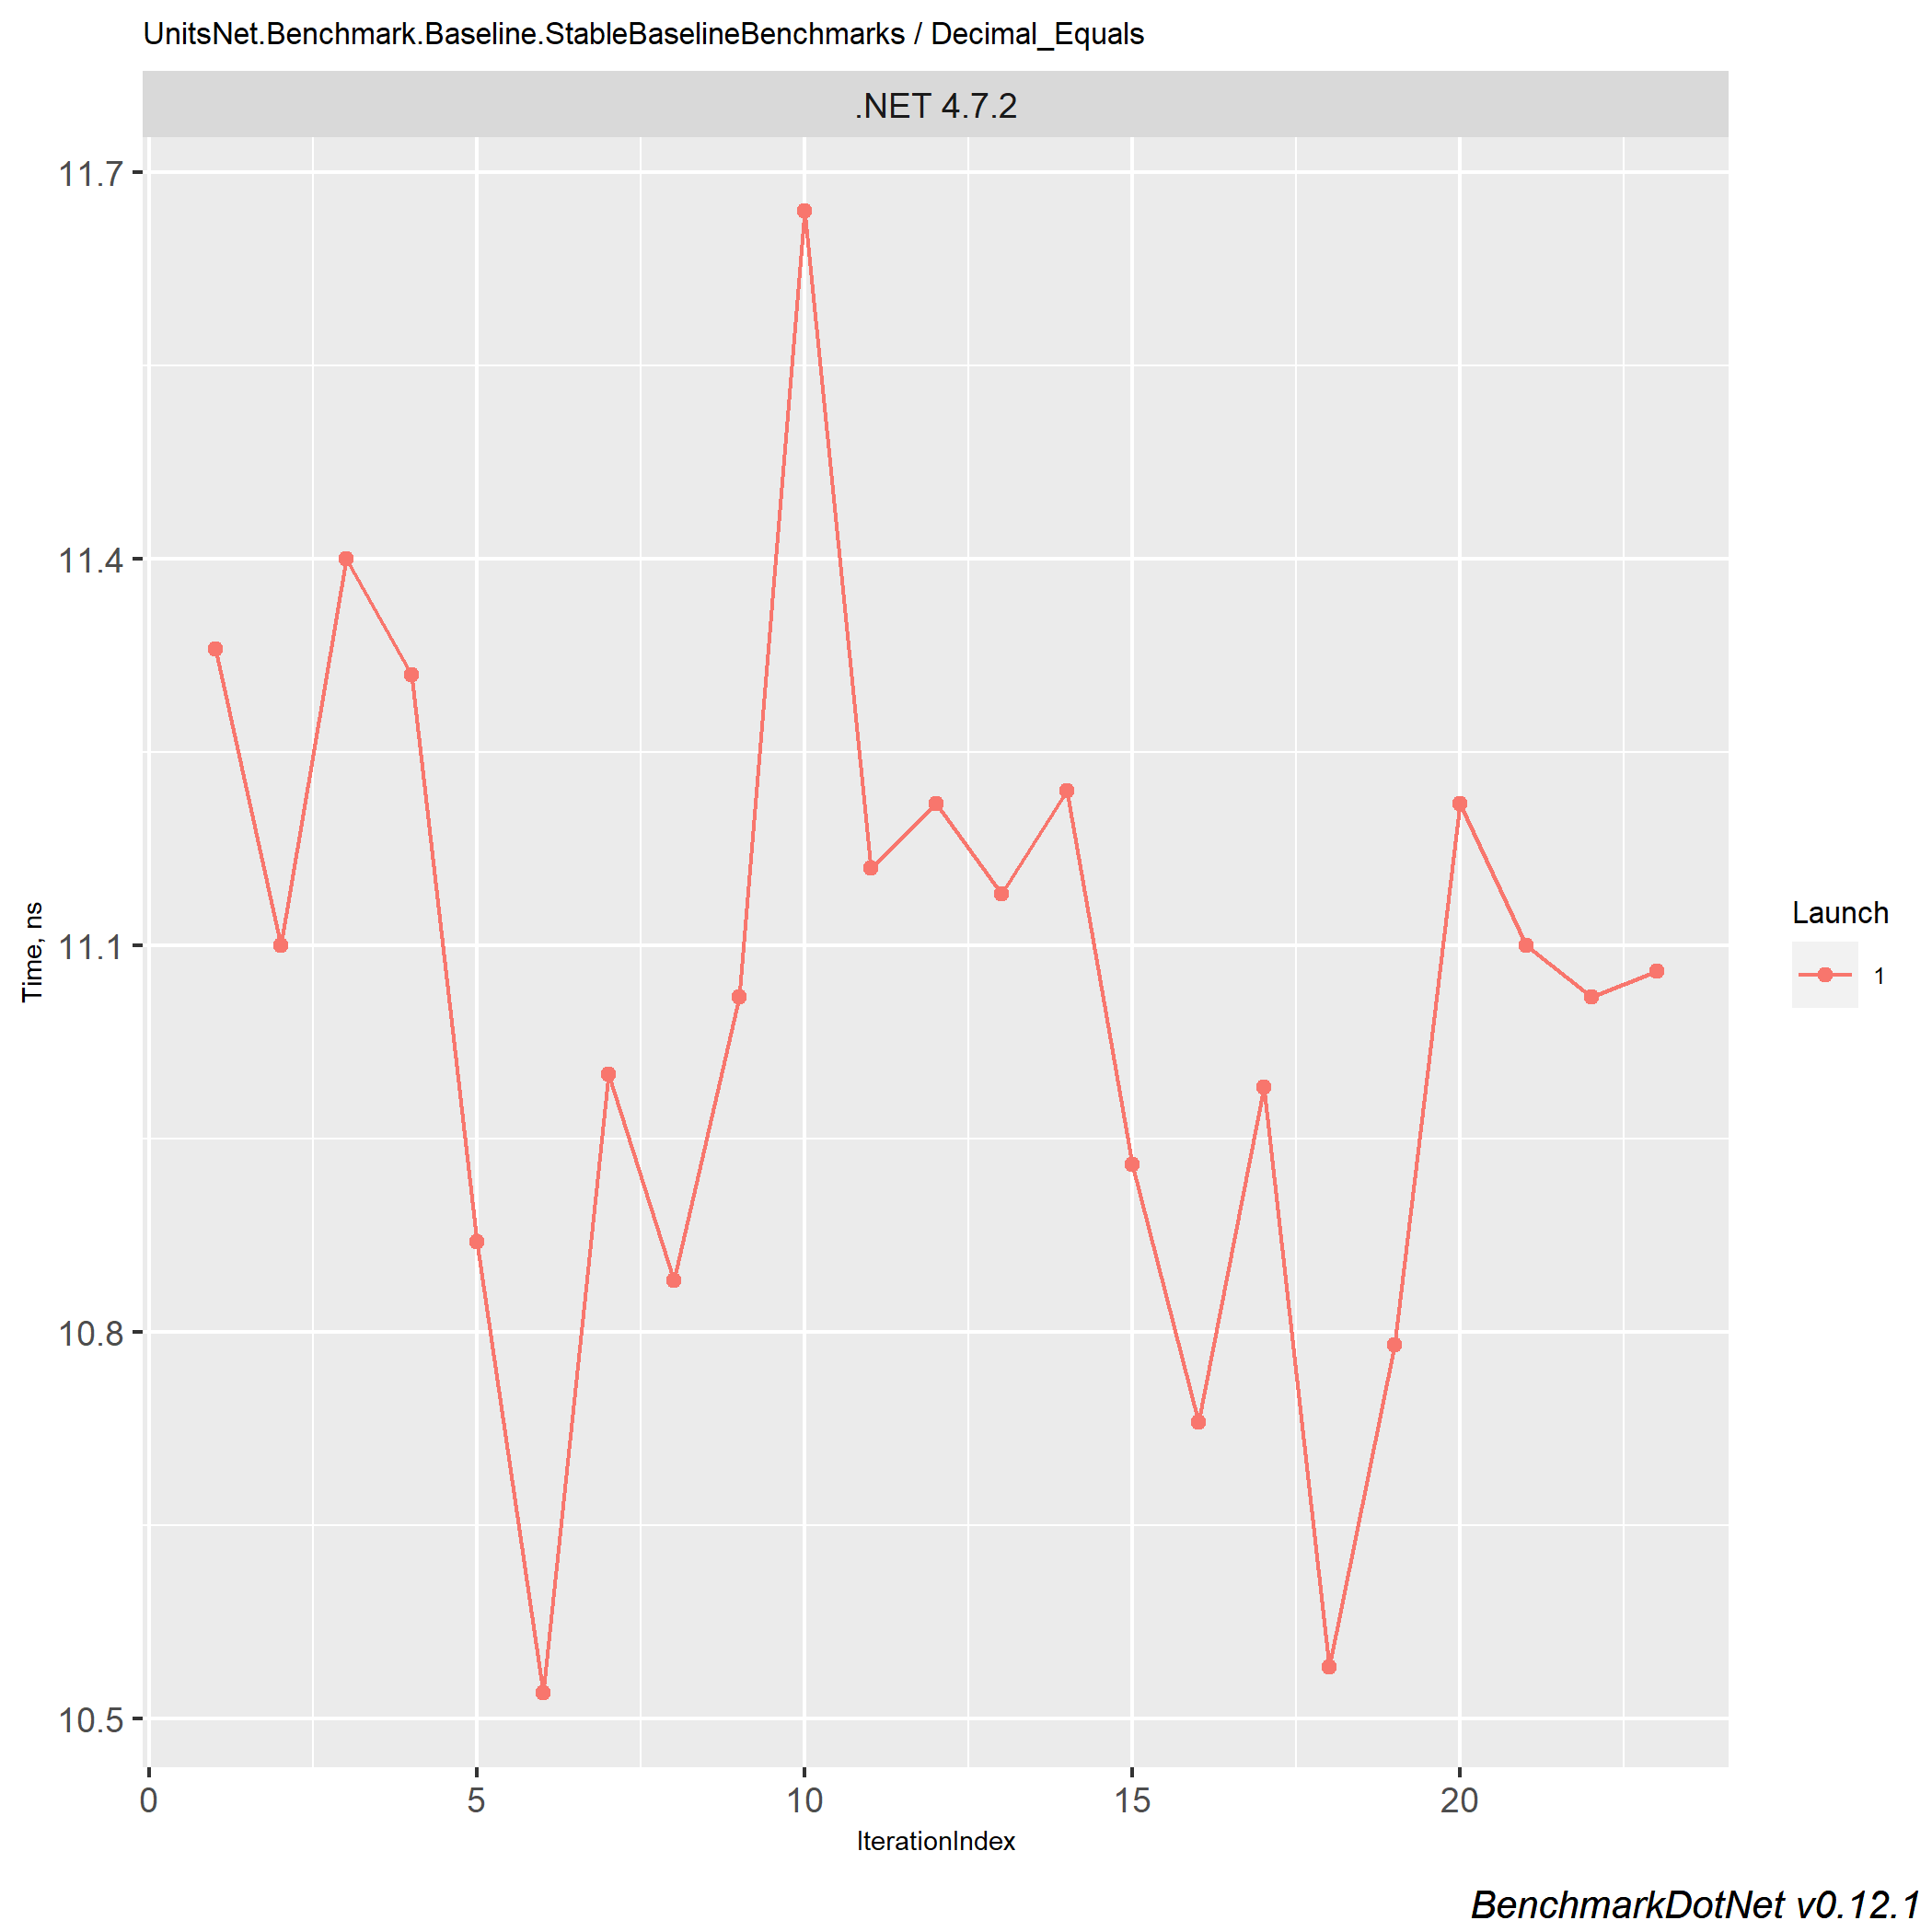 UnitsNet.Benchmark.Baseline.StableBaselineBenchmarks / Decimal_Equals
.NET 4.7.2
11.7
11.4
11.1
10.8
10.5
Time, ns
0 5 10 15 20
IterationIndex
Launch
1
BenchmarkDotNet v0.12.1